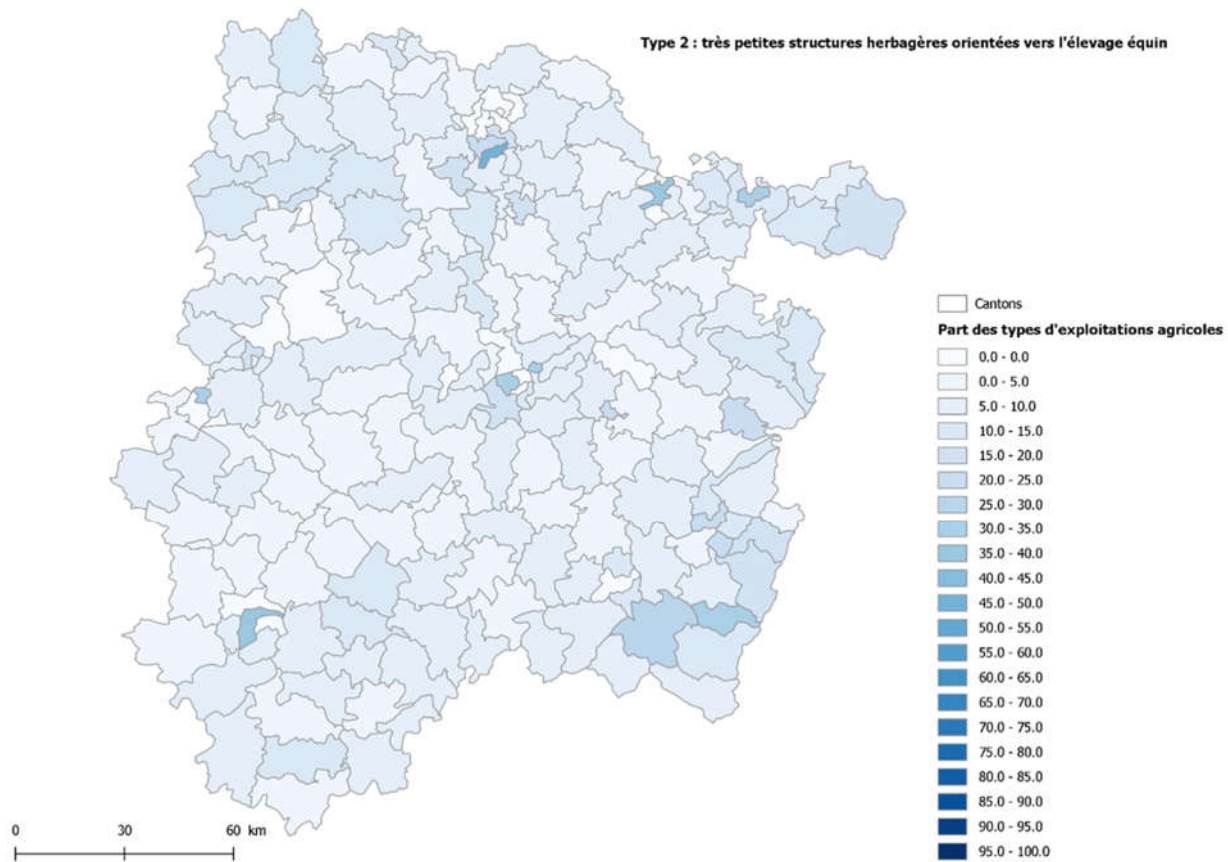 Type 2 : très petites structures herbagères orientées vers l'élevage équin
Cantons
Part des types d'exploitations agricoles
0.0 - 0.0
0.0 - 5.0
5.0 - 10.0
10.0 - 15.0
15.0 - 20.0
20.0 - 25.0
25.0 - 30.0
30.0 - 35.0
35.0 - 40.0
40.0 - 45.0
45.0 - 50.0
50.0 - 55.0
55.0 - 60.0
60.0 - 65.0
65.0 - 70.0
70.0 - 75.0
75.0 - 80.0
80.0 - 85.0
85.0 - 90.0
90.0 - 95.0
95.0 - 100.0
0 30 60 km